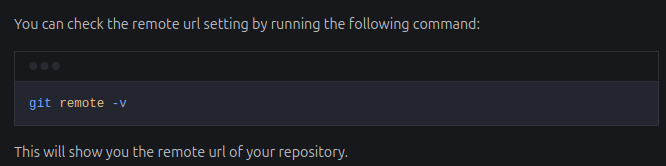 You can check the remote url setting by running the following command:
git remote -v
This will show you the remote url of your repository.